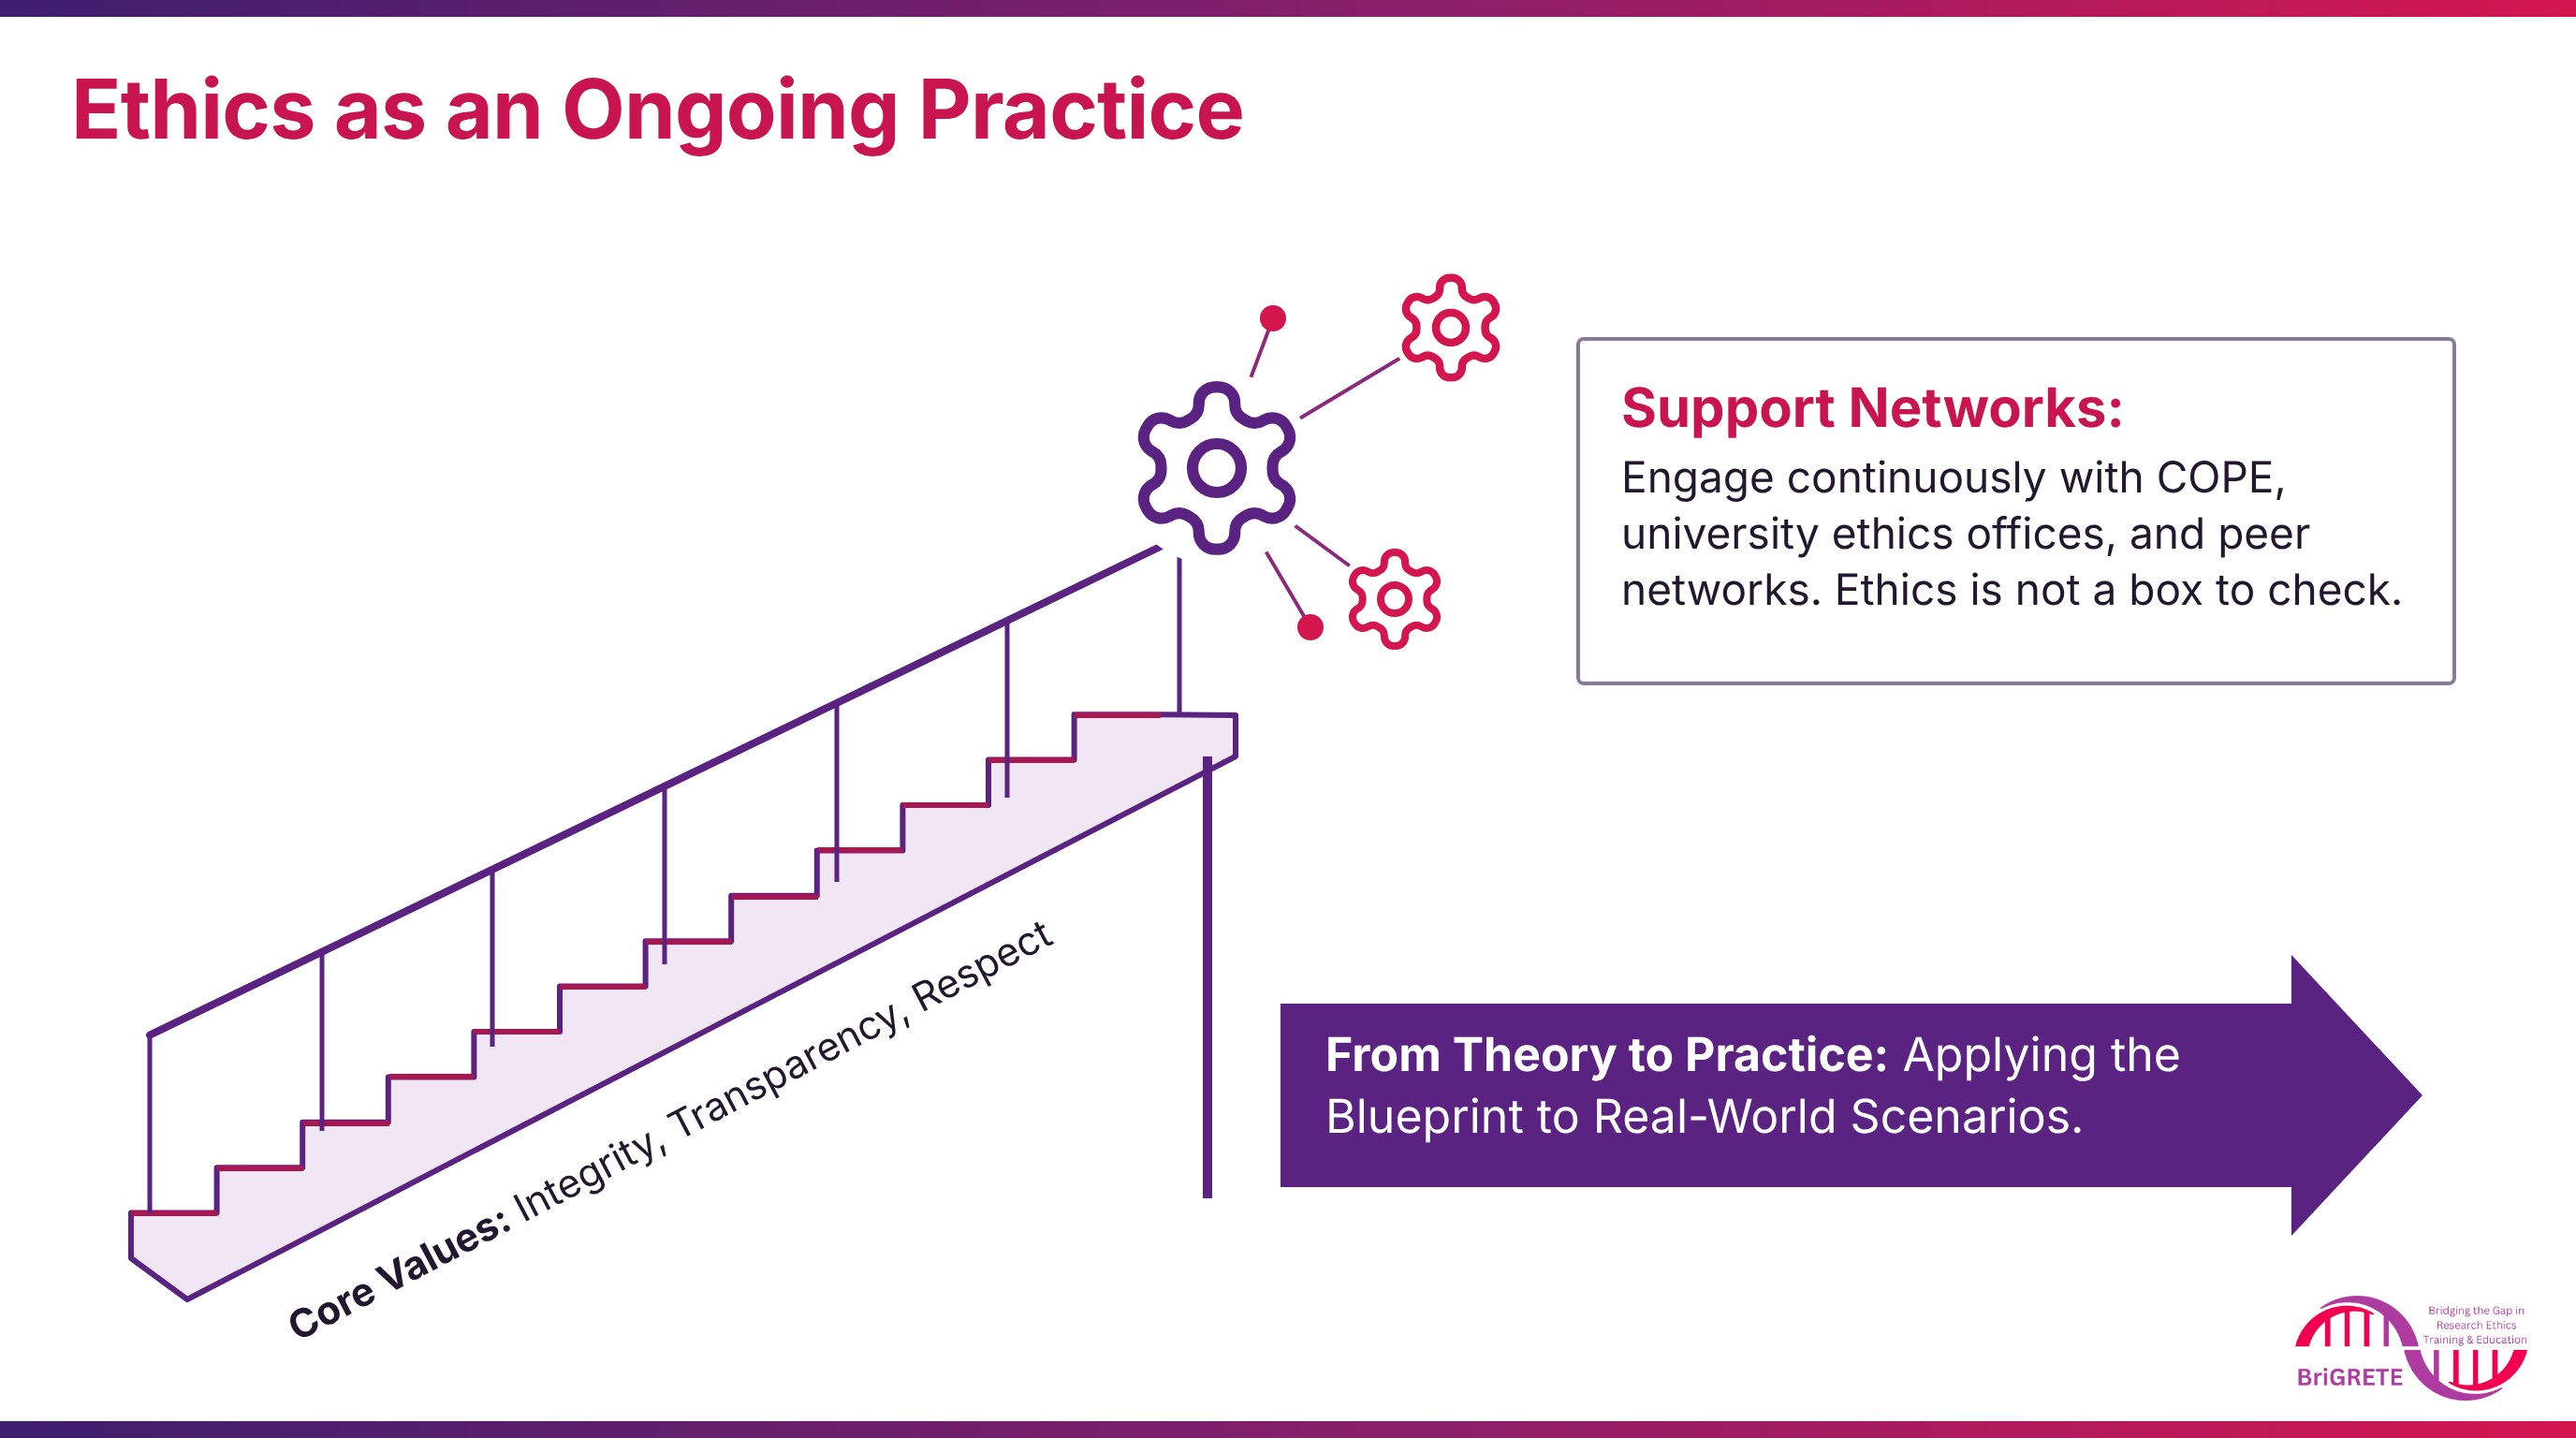 Ethics as an Ongoing Practice
Support Networks:
Engage continuously with COPE,
university ethics offices, and peer
networks. Ethics is not a box to check.
Core Values: Integrity, Transparency, Respect
From Theory to Practice: Applying the
Blueprint to Real-World Scenarios.
Bridging the Gap in
Research Ethics
Training & Education
BriGRETE